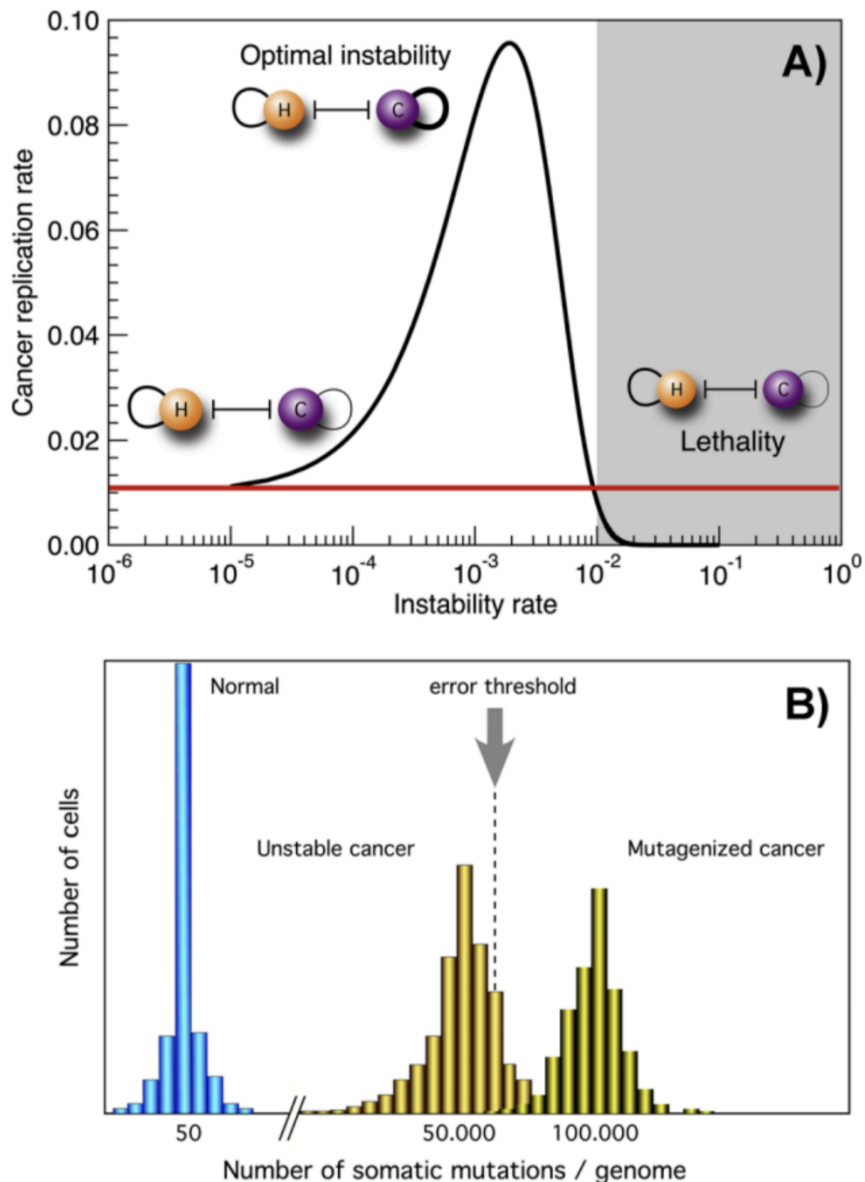 A)
Optimal instability
H C
H C
H C
Lethality
Cancer replication rate
0.10
0.08
0.06
0.04
0.02
0.00
10-6 10-5 10-4 10-3 10-2 10-1 100
Instability rate
B)
Normal
error threshold
Unstable cancer
Mutagenized cancer
Number of cells
50 // 50.000 100.000
Number of somatic mutations / genome